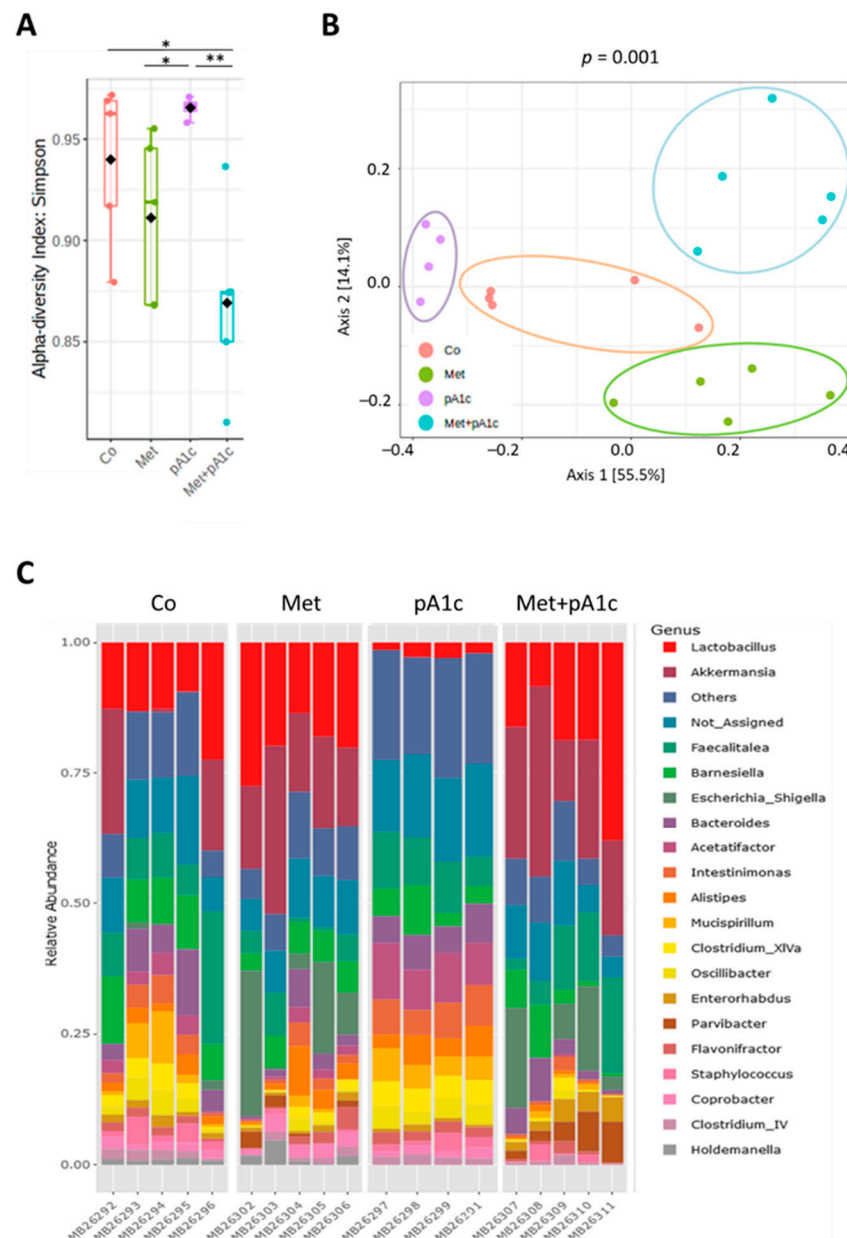 A
* 
* **
Alpha-diversity Index: Simpson
0.95
0.90
0.85
Co
Met
pA1c
Met+pA1c
B
p = 0.001
Axis 2 [14.1%]
0.2
0.0
−0.2
Co
Met
pA1c
Met+pA1c
−0.4
−0.2
0.0
0.2
0.4
Axis 1 [55.5%]
C
Co
Met
pA1c
Met+pA1c
Relative Abundance
1.00
0.75
0.50
0.25
0.00
MB26292
MB26293
MB26294
MB26295
MB26296
MB26302
MB26303
MB26304
MB26305
MB26306
MB26297
MB26298
MB26299
MB26307
MB26308
MB26309
MB26310
MB26311
Genus
Lactobacillus
Akkermansia
Others
Not_Assigned
Faecalitalea
Barnesiella
Escherichia_Shigella
Bacteroides
Acetatifactor
Intestinimonas
Alistipes
Mucispirillum
Clostridium_XlVa
Oscillibacter
Enterorhabdus
Parvibacter
Flavonifractor
Staphylococcus
Coprobacter
Clostridium_IV
Holdemanella